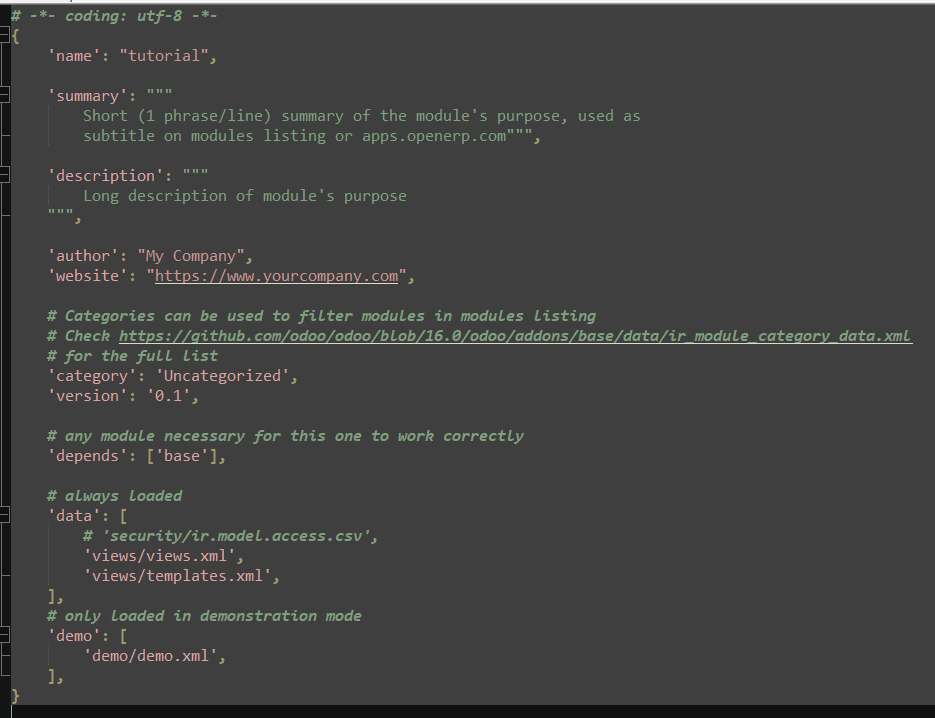 # -*- coding: utf-8 -*-
{
    'name': "tutorial",

    'summary': """
        Short (1 phrase/line) summary of the module's purpose, used as
        subtitle on modules listing or apps.openerp.com""",

    'description': """
        Long description of module's purpose
    """,

    'author': "My Company",
    'website': "https://www.yourcompany.com",

    # Categories can be used to filter modules in modules listing
    # Check https://github.com/odoo/odoo/blob/16.0/odoo/addons/base/data/ir_module_category_data.xml
    # for the full list
    'category': 'Uncategorized',
    'version': '0.1',

    # any module necessary for this one to work correctly
    'depends': ['base'],

    # always loaded
    'data': [
        # 'security/ir.model.access.csv',
        'views/views.xml',
        'views/templates.xml',
    ],
    # only loaded in demonstration mode
    'demo': [
        'demo/demo.xml',
    ],
}